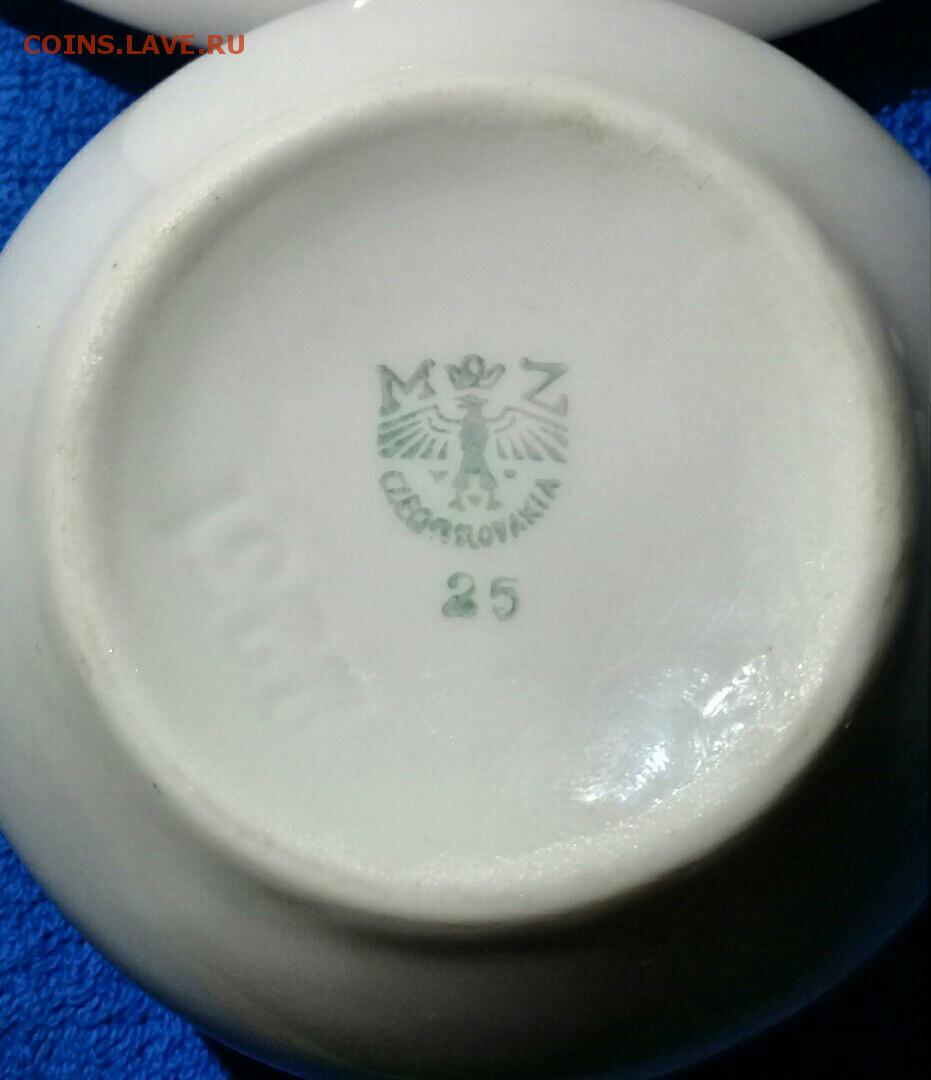 COINS.LAVE.RU
M Z
CZECHOSLOVAKIA
25